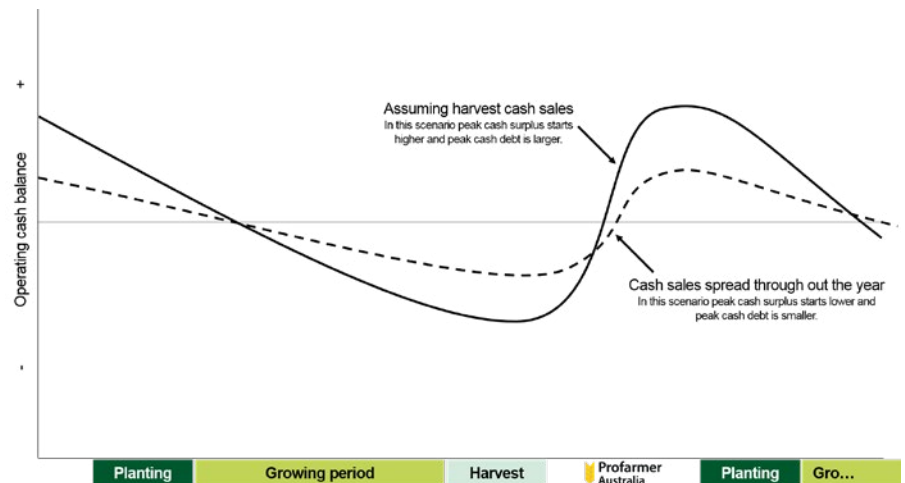 +
Operating cash balance
-
Assuming harvest cash sales
In this scenario peak cash surplus starts
higher and peak cash debt is larger.
Cash sales spread through out the year
In this scenario peak cash surplus starts lower and
peak cash debt is smaller.
Planting
Growing period
Harvest
Profarmer
Australia
Planting
Gro...